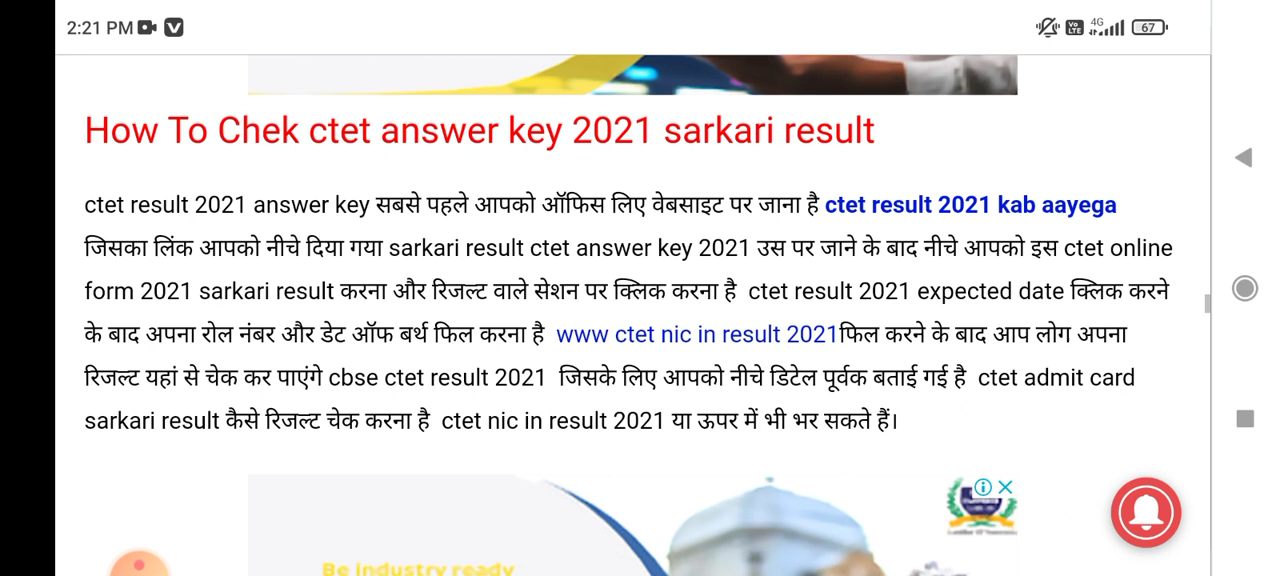 2:21 PM
Vo LTE 4G 67
How To Chek ctet answer key 2021 sarkari result
ctet result 2021 answer key सबसे पहले आपको ऑफिस लिए वेबसाइट पर जाना है ctet result 2021 kab aayega
जिसका लिंक आपको नीचे दिया गया sarkari result ctet answer key 2021 उस पर जाने के बाद नीचे आपको इस ctet online
form 2021 sarkari result करना और रिजल्ट वाले सेशन पर क्लिक करना है ctet result 2021 expected date क्लिक करने
के बाद अपना रोल नंबर और डेट ऑफ बर्थ फिल करना है www ctet nic in result 2021फिल करने के बाद आप लोग अपना
रिजल्ट यहां से चेक कर पाएंगे cbse ctet result 2021 जिसके लिए आपको नीचे डिटेल पूर्वक बताई गई है ctet admit card
sarkari result कैसे रिजल्ट चेक करना है ctet nic in result 2021 या ऊपर में भी भर सकते हैं।
Be industry ready